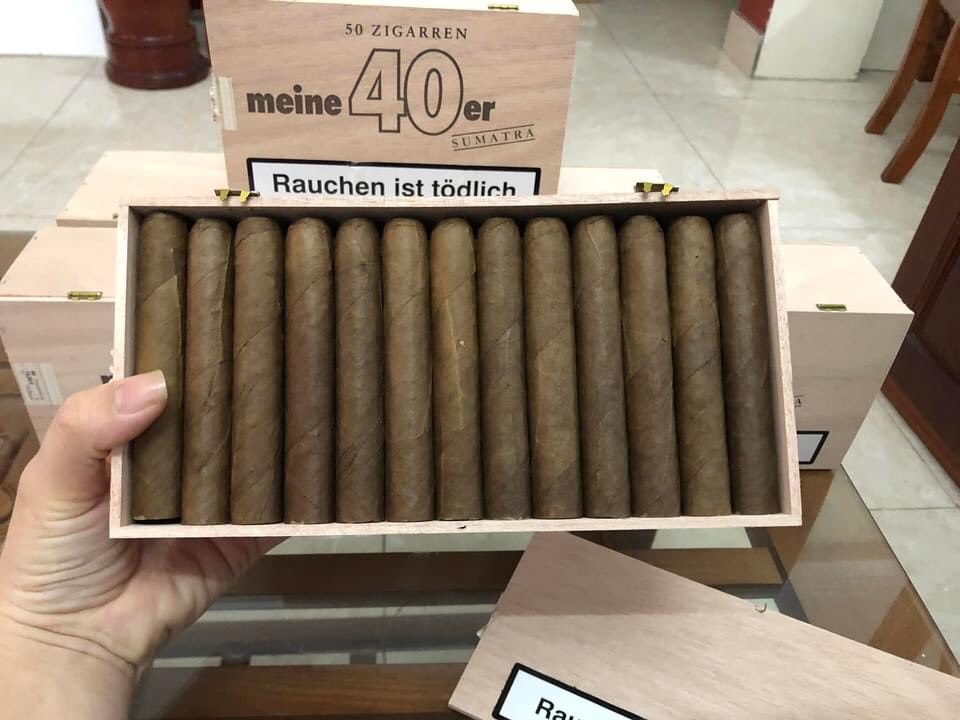 50 ZIGARREN
meine 40er
SUMATRA
Rauchen ist tödlich
Rau